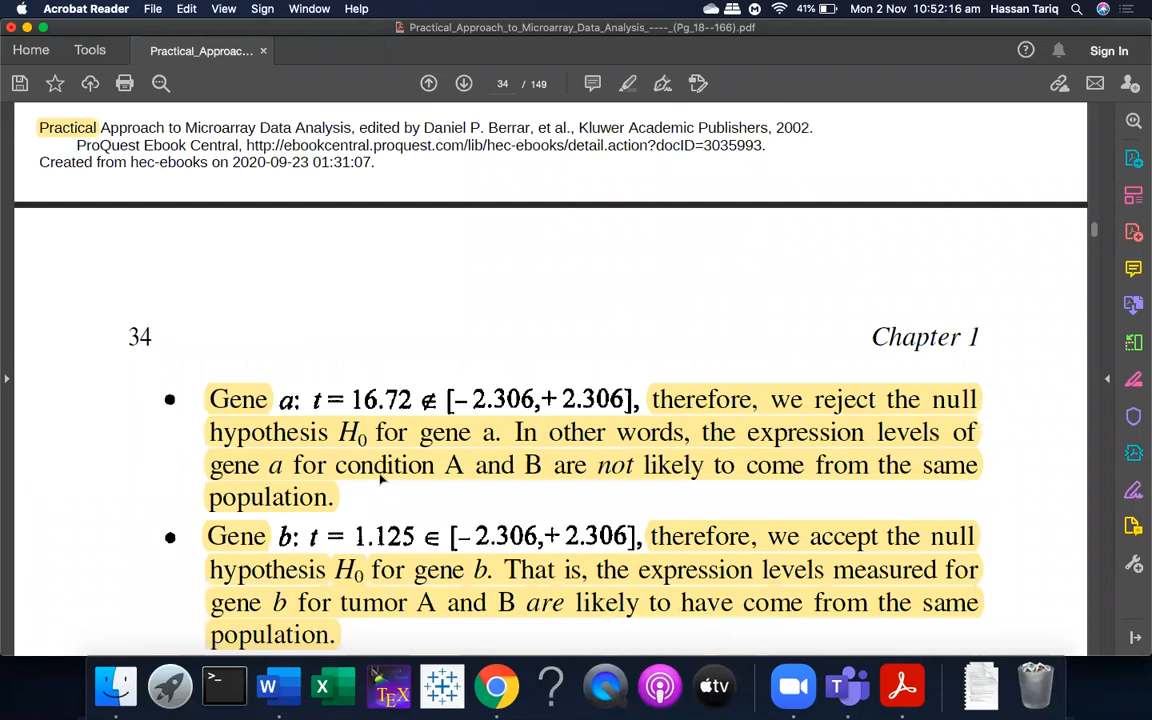 Acrobat Reader File Edit View Sign Window Help 41% Mon 2 Nov 10:52:16 am Hassan Tariq
Practical_Approach_to_Microarray_Data_Analysis_----_(Pg_18--166).pdf
Home Tools Practical_Approac... × Sign In
34 / 149
Practical Approach to Microarray Data Analysis, edited by Daniel P. Berrar, et al., Kluwer Academic Publishers, 2002.
ProQuest Ebook Central, http://ebookcentral.proquest.com/lib/hec-ebooks/detail.action?docID=3035993.
Created from hec-ebooks on 2020-09-23 01:31:07.
34 Chapter 1
• Gene a: t = 16.72 ∉ [−2.306,+2.306], therefore, we reject the null
hypothesis H₀ for gene a. In other words, the expression levels of
gene a for condition A and B are not likely to come from the same
population.
• Gene b: t = 1.125 ∈ [−2.306,+2.306], therefore, we accept the null
hypothesis H₀ for gene b. That is, the expression levels measured for
gene b for tumor A and B are likely to have come from the same
population.
>_ W X TEX ? tv T